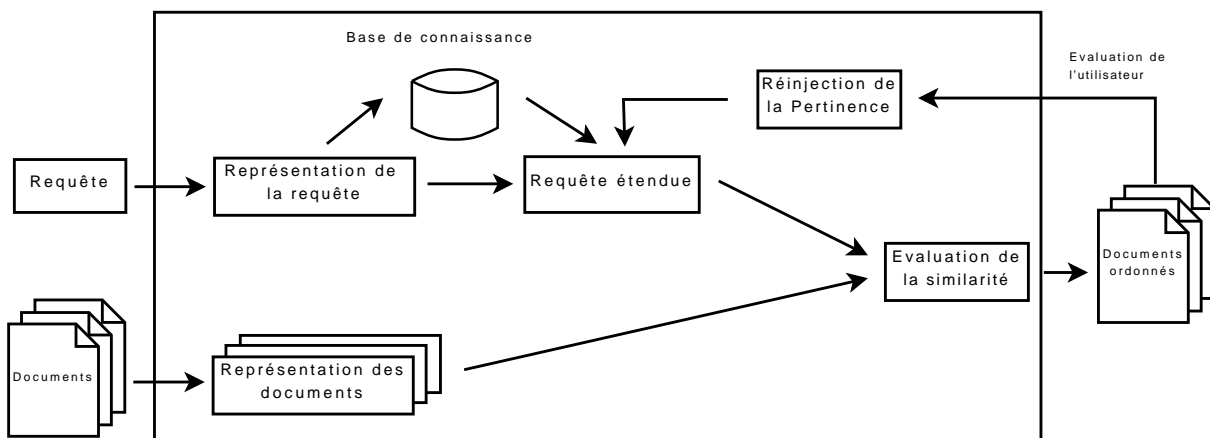 Base de connaissance
Evaluation de
l'utilisateur
Réinjection de
la Pertinence
Requête
Représentation de
la requête
Requête étendue
Evaluation de
la similarité
Documents
ordonnés
Documents
Représentation des
documents